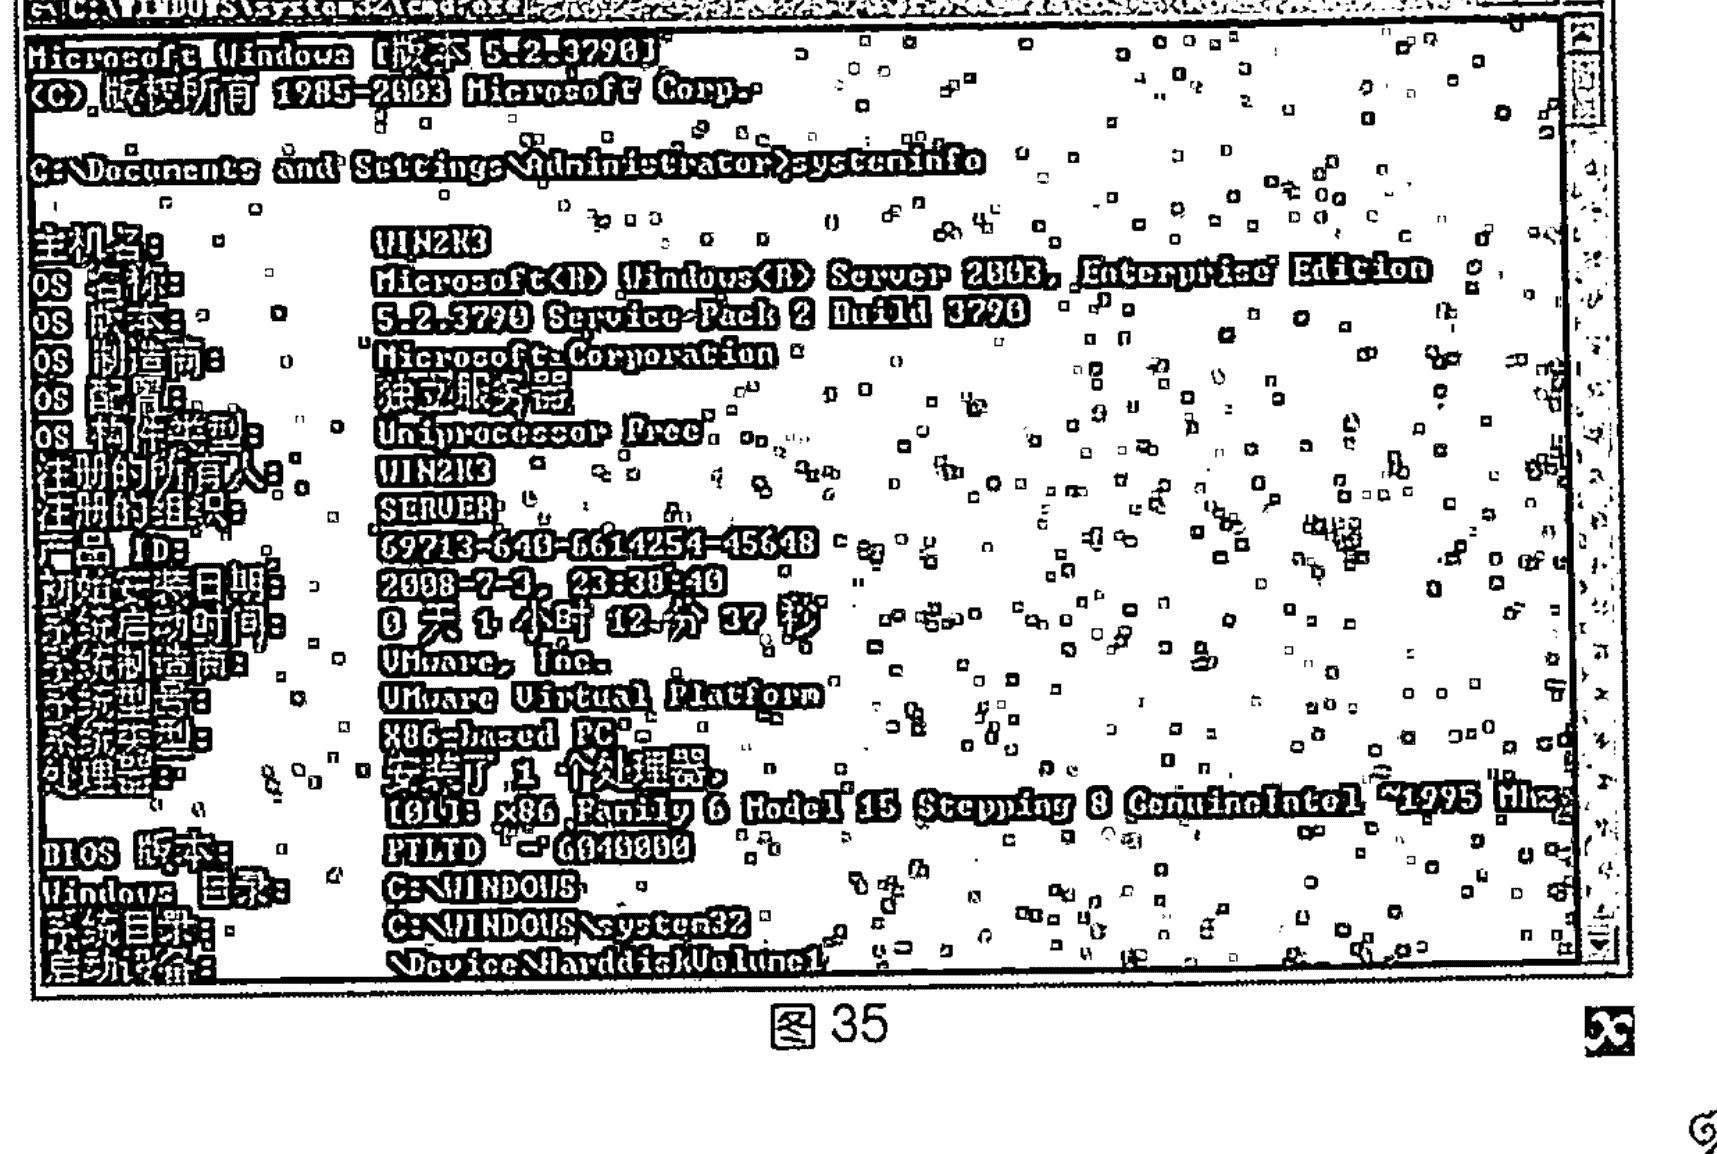 C:\WINDOWS\system32\cmd.exe
Microsoft Windows [版本 5.2.3790]
(C) 版权所有 1985-2003 Microsoft Corp.
C:\Documents and Settings\Administrator>systeminfo
主机名: WIN2K3
OS 名称: Microsoft(R) Windows(R) Server 2003, Enterprise Edition
OS 版本: 5.2.3790 Service Pack 2 Build 3790
OS 制造商: Microsoft Corporation
OS 配置: 独立服务器
OS 构件类型: Uniprocessor Free
注册的所有人: WIN2K3
注册的组织: SERVER
产品 ID: 69713-640-6614254-45648
初始安装日期: 2008-7-3, 23:38:40
系统启动时间: 0 天 1 小时 12 分 37 秒
系统制造商: VMware, Inc.
系统型号: VMware Virtual Platform
系统类型: X86-based PC
处理器: 安装了 1 个处理器。
[01]: x86 Family 6 Model 15 Stepping 8 GenuineIntel ~1995 Mhz
BIOS 版本: PTLTD - 6040000
Windows 目录: C:\WINDOWS
系统目录: C:\WINDOWS\system32
启动设备: \Device\HarddiskVolume1
图 35